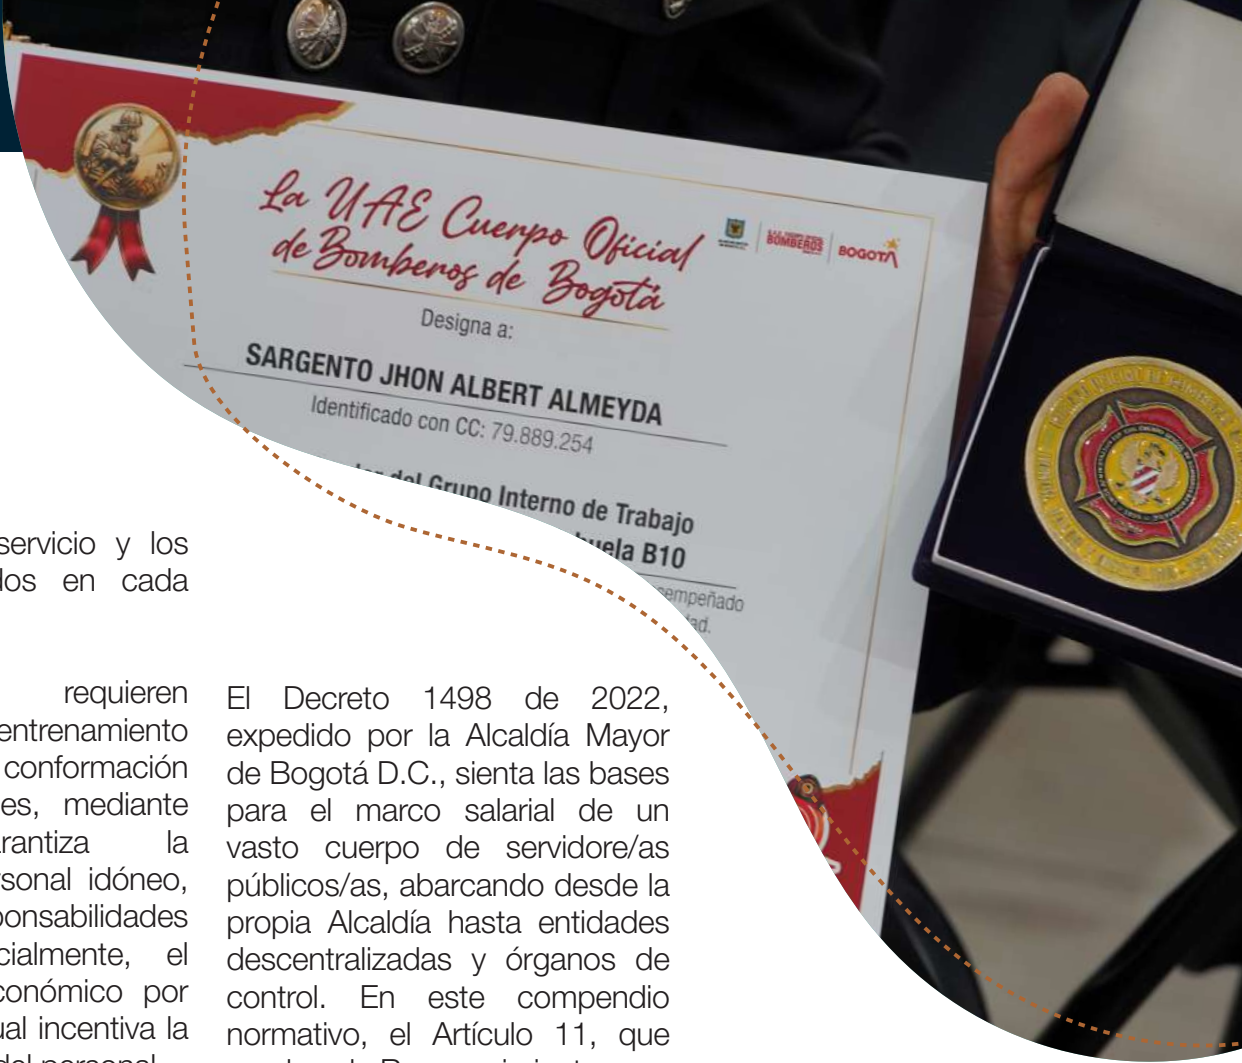 La UAE Cuerpo Oficial
de Bomberos de Bogotá
BOMBEROS
BOGOTÁ
Designa a:
SARGENTO JHON ALBERT ALMEYDA
Identificado con CC: 79.889.254
del Grupo Interno de Trabajo
B10
servicio y los
en cada
requieren
entrenamiento
conformación
mediante
la
idóneo,
el
por
incentiva la
del personal
El Decreto 1498 de 2022,
expedido por la Alcaldía Mayor
de Bogotá D.C., sienta las bases
para el marco salarial de un
vasto cuerpo de servidore/as
públicos/as, abarcando desde la
propia Alcaldía hasta entidades
descentralizadas y órganos de
control. En este compendio
normativo, el Artículo 11, que